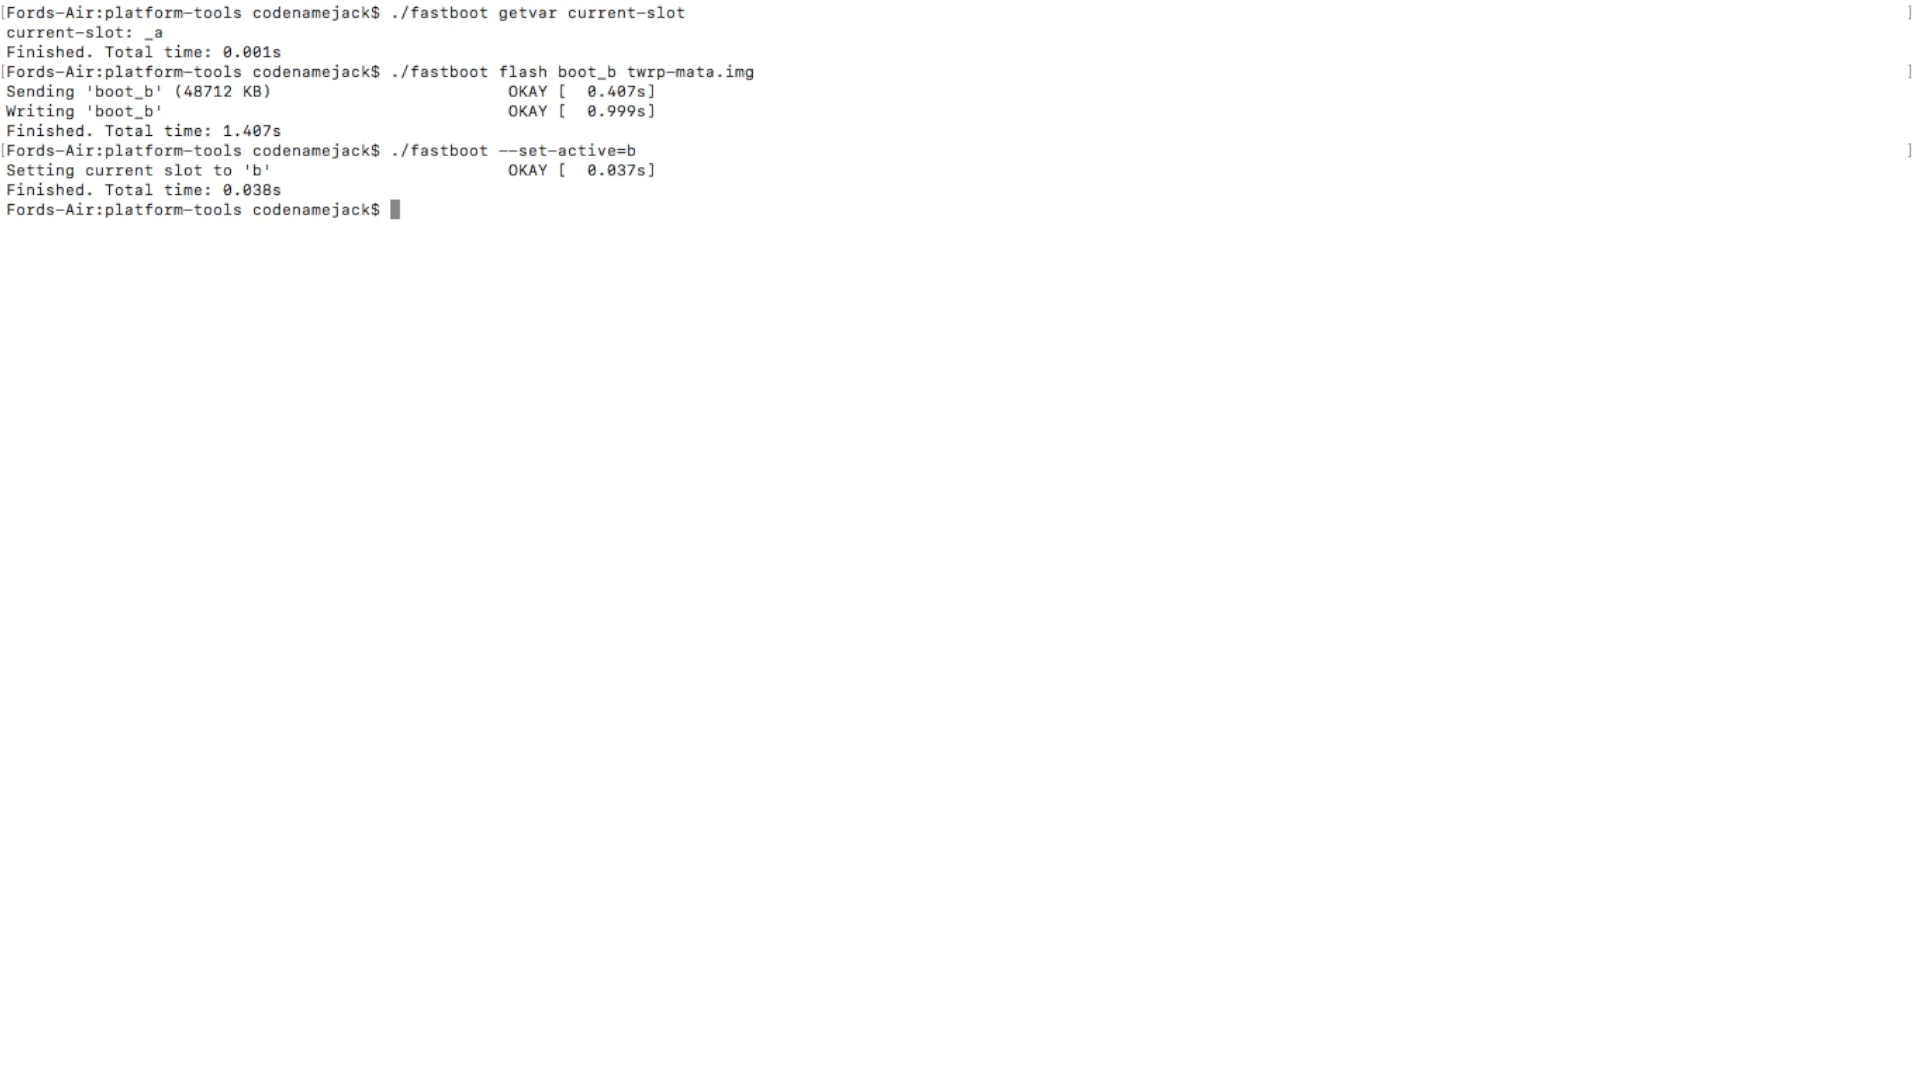 [Fords-Air:platform-tools codenamejack$ ./fastboot getvar current-slot ]
current-slot: _a
Finished. Total time: 0.001s
[Fords-Air:platform-tools codenamejack$ ./fastboot flash boot_b twrp-mata.img ]
Sending 'boot_b' (48712 KB) OKAY [  0.407s]
Writing 'boot_b' OKAY [  0.999s]
Finished. Total time: 1.407s
[Fords-Air:platform-tools codenamejack$ ./fastboot --set-active=b ]
Setting current slot to 'b' OKAY [  0.037s]
Finished. Total time: 0.038s
Fords-Air:platform-tools codenamejack$